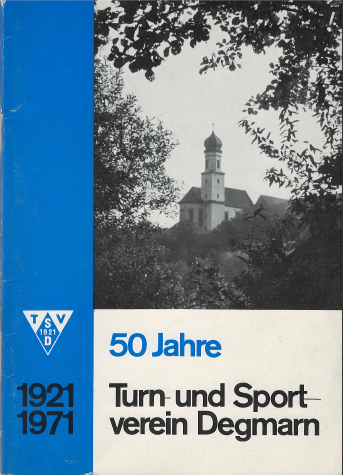 T V
S
1921
D
1921
1971
50 Jahre
Turn- und Sport-
verein Degmarn